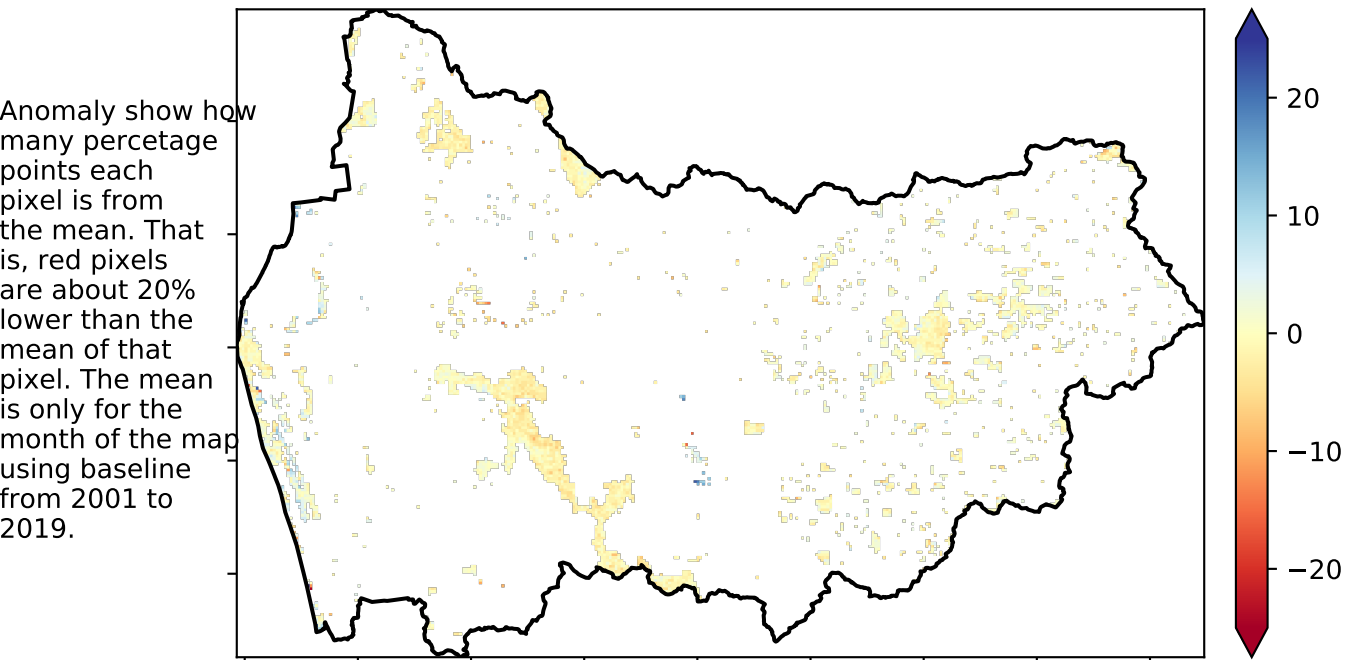 Anomaly show how
many percetage
points each
pixel is from
the mean. That
is, red pixels
are about 20%
lower than the
mean of that
pixel. The mean
is only for the
month of the map
using baseline
from 2001 to
2019.
20
10
0
−10
−20